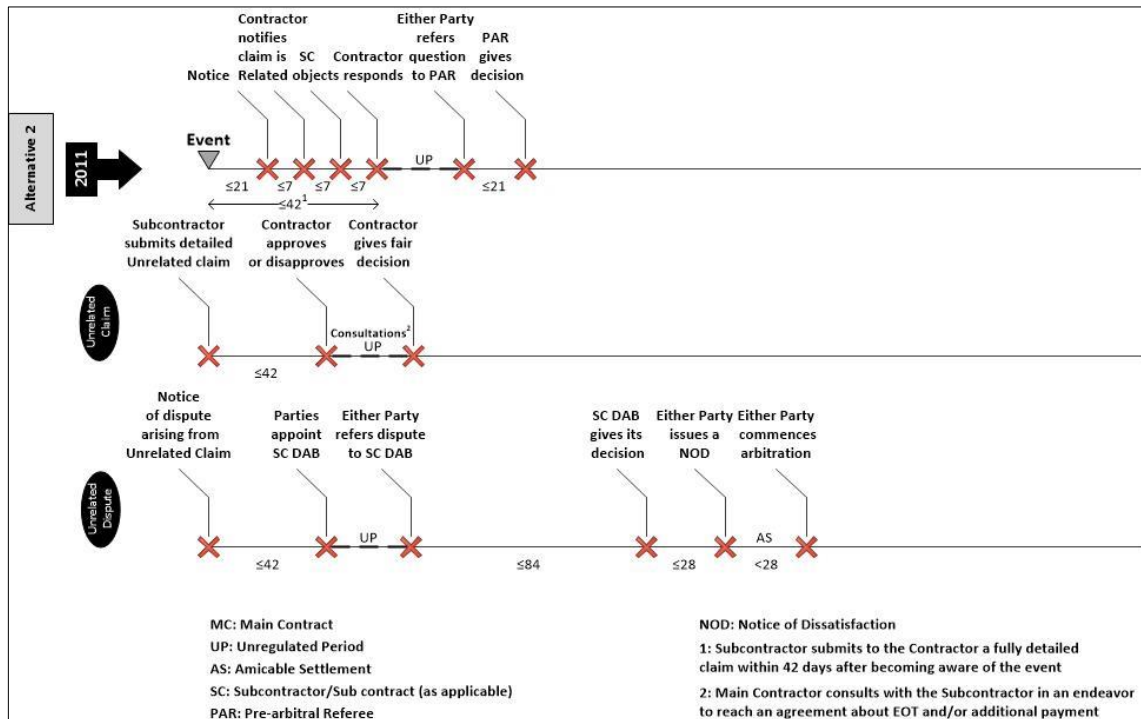 Contractor
notifies
claim is
Related
Notice
SC
objects
Contractor
responds
Either Party
refers
question
to PAR
PAR
gives
decision
Alternative 2
2011
Event
UP
≤21
≤7
≤7
≤7
≤21
≤42¹
Subcontractor
submits detailed
Unrelated claim
Contractor
approves
or disapproves
Contractor
gives fair
decision
Unrelated
Claim
Consultations²
UP
≤42
Notice
of dispute
arising from
Unrelated Claim
Parties
appoint
SC DAB
Either Party
refers dispute
to SC DAB
SC DAB
gives its
decision
Either Party
issues a
NOD
Either Party
commences
arbitration
Unrelated
Dispute
UP
AS
≤42
≤84
≤28
<28
MC: Main Contract
UP: Unregulated Period
AS: Amicable Settlement
SC: Subcontractor/Sub contract (as applicable)
PAR: Pre-arbitral Referee
NOD: Notice of Dissatisfaction
1: Subcontractor submits to the Contractor a fully detailed
claim within 42 days after becoming aware of the event
2: Main Contractor consults with the Subcontractor in an endeavor
to reach an agreement about EOT and/or additional payment